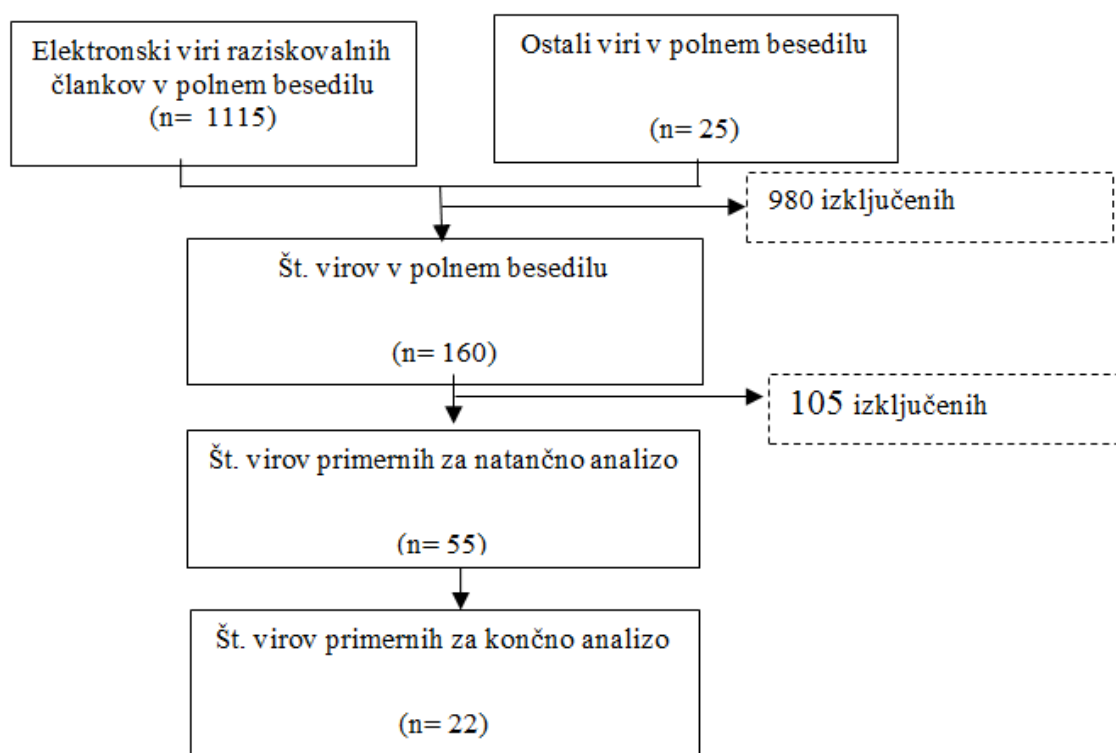 Elektronski viri raziskovalnih
člankov v polnem besedilu
(n= 1115)
Ostali viri v polnem besedilu
(n= 25)
980 izključenih
Št. virov v polnem besedilu
(n= 160)
105 izključenih
Št. virov primernih za natančno analizo
(n= 55)
Št. virov primernih za končno analizo
(n= 22)